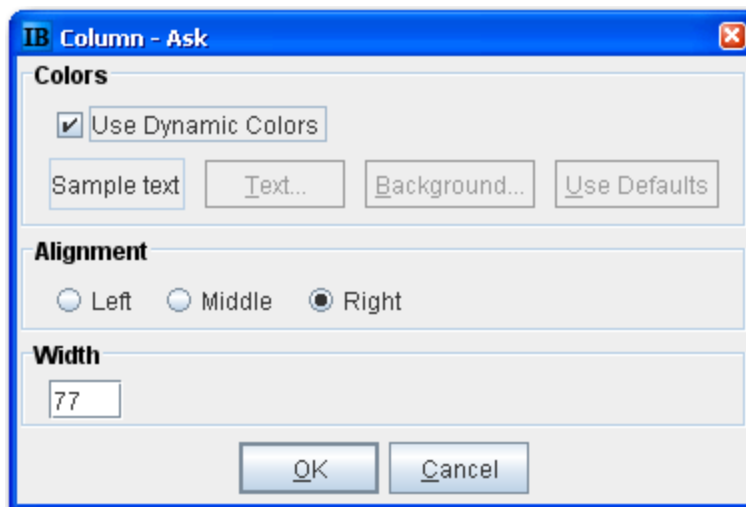 IB Column - Ask
Colors
Use Dynamic Colors
Sample text Text... Background... Use Defaults
Alignment
Left Middle Right
Width
77
OK Cancel